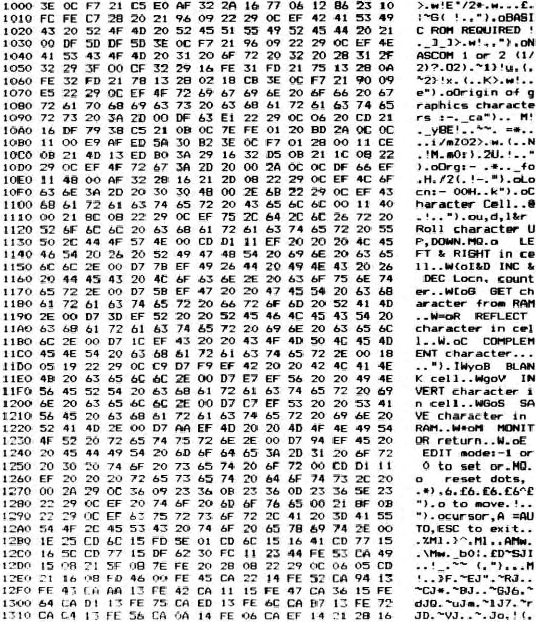 1000 3E 0C F7 21 C5 E0 AF 32 2A 16 77 06 12 86 23 10 >.w!E"/2*.w....£.
1010 FC FE C7 28 20 21 96 09 22 29 0C EF 42 41 53 49 !~G( !..").oBASI
1020 43 20 52 4F 4D 20 52 45 51 55 49 52 45 44 20 21 C ROM REQUIRED !
1030 00 DF 5D DF 5D 3E 0C F7 21 96 09 22 29 0C EF 4E ._]_]>.w!..").oN
1040 41 53 43 4F 4D 20 31 20 6F 72 20 32 20 28 31 2F ASCOM 1 or 2 (1/
1050 32 29 3F 00 CF 32 29 16 FE 31 FD 21 75 13 28 0A 2)?.O2).~1}!u.(.
1060 FE 32 FD 21 78 13 28 02 18 CB 3E 0C F7 21 90 09 ~2}!x.(..K>.w!..
1070 E5 22 29 0C EF 4F 72 69 67 69 6E 20 6F 66 20 67 e").oOrigin of g
1080 72 61 70 68 69 63 73 20 63 68 61 72 61 63 74 65 raphics characte
1090 72 73 20 3A 2D 00 DF 63 E1 22 29 0C 06 20 CD 21 rs :-._ca").. M!
10A0 16 DF 79 38 C5 21 0B 0C 7E FE 01 20 BD 2A 0C 0C ._yBE!..~~. =*..
10B0 11 00 E9 AF ED 5A 30 B2 3E 0C F7 01 28 00 11 CE ..i/mZO2>.w.(..N
10C0 0B 21 4D 13 ED B0 3A 29 16 32 D5 0B 21 1C 0B 22 .!M.m0:).2U.!.."
10D0 29 0C EF 4F 72 67 3A 2D 20 00 2A 0C 0C DF 66 EF ).oOrg:- .*.._fo
10E0 11 48 00 AF 32 28 16 21 2D 08 22 29 0C EF 4C 6F .H./2(.!-.").oLo
10F0 63 6E 3A 2D 20 30 30 48 00 2E 6B 22 29 0C EF 43 cn:- 00H..k").oC
1100 68 61 72 61 63 74 65 72 20 43 65 6C 6C 00 11 40 haracter Cell..@
1110 00 21 8C 08 22 29 0C EF 75 2C 64 2C 6C 26 72 20 .!..").ou,d,l&r
1120 52 6F 6C 6C 20 63 68 61 72 61 63 74 65 72 20 55 Roll character U
1130 50 2C 44 4F 57 4E 00 CD D1 11 EF 20 20 20 4C 45 P,DOWN.MQ.o   LE
1140 46 54 20 26 20 52 49 47 48 54 20 69 6E 20 63 65 FT & RIGHT in ce
1150 6C 6C 2E 00 D7 7B EF 49 26 44 20 49 4E 43 20 26 ll..W{oI&D INC &
1160 20 44 45 43 20 4C 6F 63 6E 2E 20 63 6F 75 6E 74  DEC Locn. count
1170 65 72 2E 00 D7 5B EF 47 20 20 47 45 54 20 63 68 er..W[oG  GET ch
1180 61 72 61 63 74 65 72 20 66 72 6F 6D 20 52 41 4D aracter from RAM
1190 2E 00 D7 3D EF 52 20 20 52 45 46 4C 45 43 54 20 ..W=oR  REFLECT
11A0 63 68 61 72 61 63 74 65 72 20 69 6E 20 63 65 6C character in cel
11B0 6C 2E 00 D7 1C EF 43 20 20 43 4F 4D 50 4C 45 4D l..W.oC  COMPLEM
11C0 45 4E 54 20 63 68 61 72 61 63 74 65 72 2E 00 18 ENT character...
11D0 05 19 22 29 0C C9 D7 F9 EF 42 20 20 42 4C 41 4E ..").IWyoB  BLAN
11E0 4B 20 63 65 6C 6C 2E 00 D7 E7 EF 56 20 20 49 4E K cell..WgoV  IN
11F0 56 45 52 54 20 63 68 61 72 61 63 74 65 72 20 69 VERT character i
1200 6E 20 63 65 6C 6C 2E 00 D7 C7 EF 53 20 20 53 41 n cell..WGoS  SA
1210 56 45 20 63 68 61 72 61 63 74 65 72 20 69 6E 20 VE character in
1220 52 41 4D 2E 00 D7 AA EF 4D 20 20 4D 4F 4E 49 54 RAM..W*oM  MONIT
1230 4F 52 20 72 65 74 75 72 6E 2E 00 D7 94 EF 45 20 OR return..W.oE
1240 20 45 44 49 54 20 6D 6F 64 65 3A 2D 31 20 6F 72  EDIT mode:-1 or
1250 20 30 20 74 6F 20 73 65 74 20 6F 72 00 CD D1 11  0 to set or.MQ.
1260 EF 20 20 20 72 65 73 65 74 20 64 6F 74 73 2C 20 o   reset dots,
1270 00 2A 29 0C 36 09 23 36 0B 23 36 0D 23 36 5E 23 .*).6.£6.£6.£6^£
1280 22 29 0C EF 20 74 6F 20 6D 6F 76 65 00 21 8F 0B ").o to move.!..
1290 22 29 0C EF 63 75 72 73 6F 72 2C 41 20 3D 41 55 ").ocursor,A =AU
12A0 54 4F 2C 45 53 43 20 74 6F 20 65 78 69 74 2E 00 TO,ESC to exit..
12B0 1E 25 CD 6C 15 FD 5E 01 CD 6C 15 16 41 CD 77 15 .%Ml.}^.Ml..AMw.
12C0 16 5C CD 77 15 DF 62 30 FC 11 23 44 FE 53 CA 49 .\Mw._b0!.£D~SJI
12D0 15 08 21 5F 08 7E FE 20 28 08 22 29 0C 06 05 CD ..!_.~~ (.")...M
12E0 21 16 08 FD 46 00 FE 45 CA 22 14 FE 52 CA 94 13 !..}F.~EJ".~RJ..
12F0 FE 43 CA AA 13 FE 42 CA 11 15 FE 47 CA 36 15 FE ~CJ*.~BJ..~GJ6.~
1300 64 CA D1 13 FE 75 CA ED 13 FE 6C CA B7 13 FE 72 dJQ.~uJm.~lJ7.~r
1310 CA C4 13 FE 56 CA 0A 14 FE 06 CA EF 14 21 28 16 JD.~VJ..~.Jo.!(.